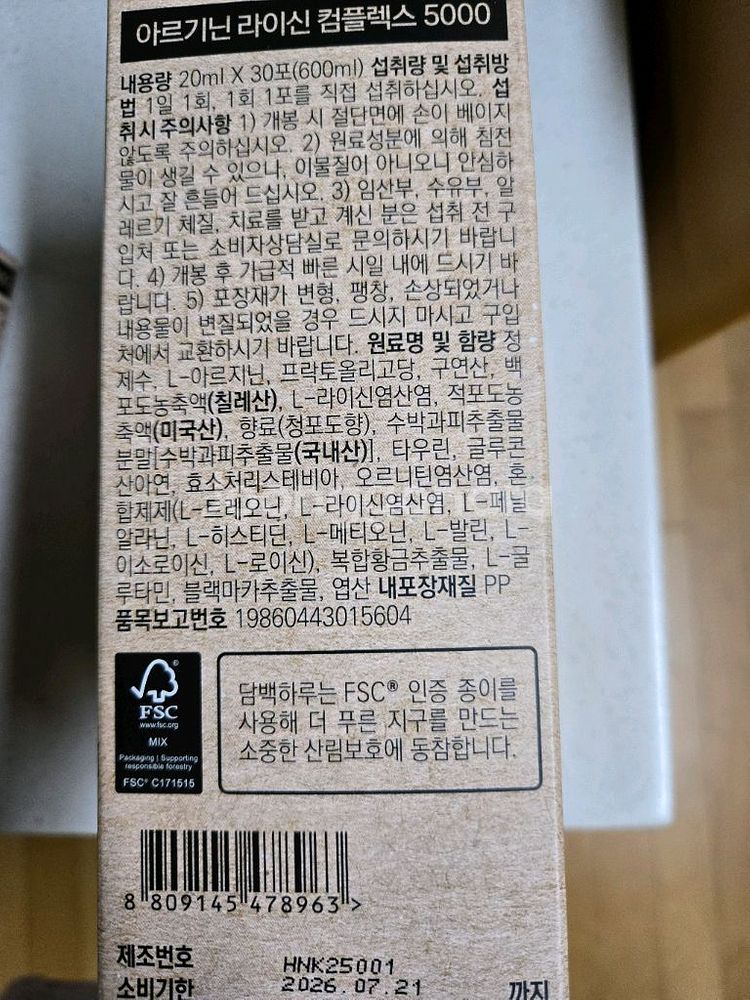 아르기닌 라이신 컴플렉스 5000
내용량 20ml X 30포(600ml) 섭취량 및 섭취방
법 1일 1회, 1회 1포를 직접 섭취하십시오. 섭
취 시 주의사항 1) 개봉 시 절단면에 손이 베이지
않도록 주의하십시오. 2) 원료성분에 의해 침전
물이 생길 수 있으나, 이물질이 아니오니 안심하
시고 잘 흔들어 드십시오. 3) 임산부, 수유부, 알
레르기 체질, 치료를 받고 계신 분은 섭취 전 구
입처 또는 소비자상담실로 문의하시기 바랍니
다. 4) 개봉 후 가급적 빠른 시일 내에 드시기 바
랍니다. 5) 포장재가 변형, 팽창, 손상되었거나
내용물이 변질되었을 경우 드시지 마시고 구입
처에서 교환하시기 바랍니다. 원료명 및 함량 정
제수, L-아르지닌, 프락토올리고당, 구연산, 백
포도농축액(칠레산), L-라이신염산염, 적포도농
축액(미국산), 향료(청포도향), 수박과피추출물
분말[수박과피추출물(국내산)], 타우린, 글루콘
산아연, 효소처리스테비아, 오르니틴염산염, 혼
합제제(L-트레오닌, L-라이신염산염, L-페닐
알라닌, L-히스티딘, L-메티오닌, L-발린, L-
이소로이신, L-로이신), 복합황금추출물, L-글
루타민, 블랙마카추출물, 엽산 내포장재질 PP
품목보고번호 19860443015604
FSC®
www.fsc.org
MIX
Packaging | Supporting
responsible forestry
FSC® C171515
담백하루는 FSC® 인증 종이를
사용해 더 푸른 지구를 만드는
소중한 산림보호에 동참합니다.
8 809145 478963 >
제조번호 HNK25001
소비기한 2026.07.21 까지